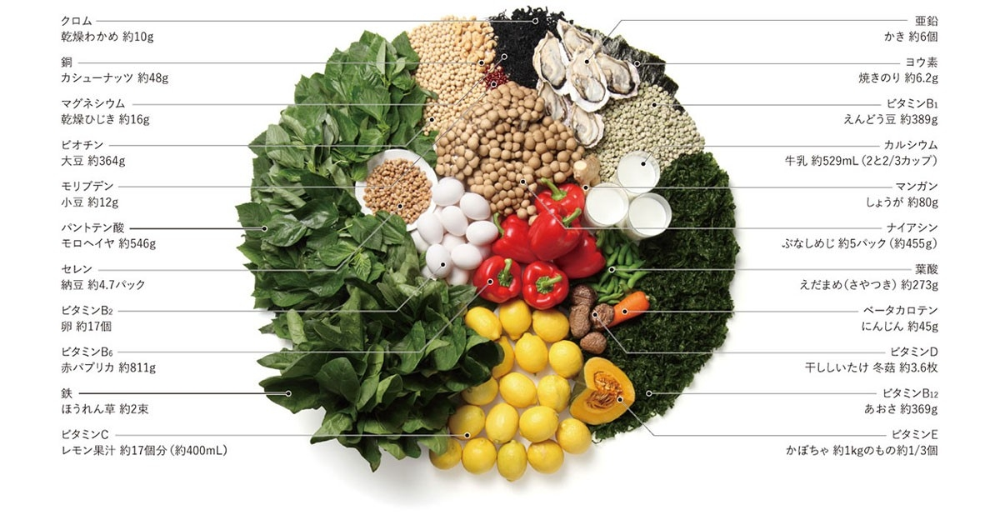 クロム
乾燥わかめ 約10g
銅
カシューナッツ 約48g
マグネシウム
乾燥ひじき 約16g
ビオチン
大豆 約364g
モリブデン
小豆 約12g
パントテン酸
モロヘイヤ 約546g
セレン
納豆 約4.7パック
ビタミンB₂
卵 約17個
ビタミンB₆
赤パプリカ 約811g
鉄
ほうれん草 約2束
ビタミンC
レモン果汁 約17個分（約400mL）
亜鉛
かき 約6個
ヨウ素
焼きのり 約6.2g
ビタミンB₁
えんどう豆 約389g
カルシウム
牛乳 約529mL（2と2/3カップ）
マンガン
しょうが 約80g
ナイアシン
ぶなしめじ 約5パック（約455g）
葉酸
えだまめ（さやつき） 約273g
ベータカロテン
にんじん 約45g
ビタミンD
干ししいたけ 冬菇 約3.6枚
ビタミンB₁₂
あおさ 約369g
ビタミンE
かぼちゃ 約1kgのもの約1/3個